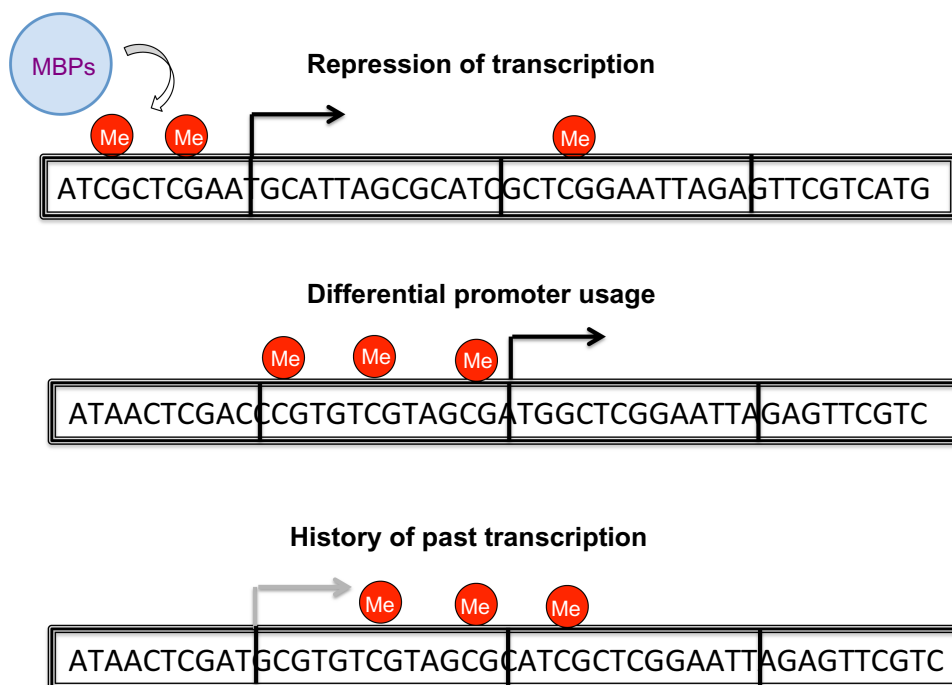 Repression of transcription
MBPs
Me Me Me
ATCGCTCGAATGCATTAGCGCATCGCTCGGAATTAGAGTTCGTCATG
Differential promoter usage
Me Me Me
ATAACTCGACCCGTGTCGTAGCGATGGCTCGGAATTAGAGTTCGTC
History of past transcription
Me Me Me
ATAACTCGATGCGTGTCGTAGCGCATCGCTCGGAATTAGAGTTCGTC